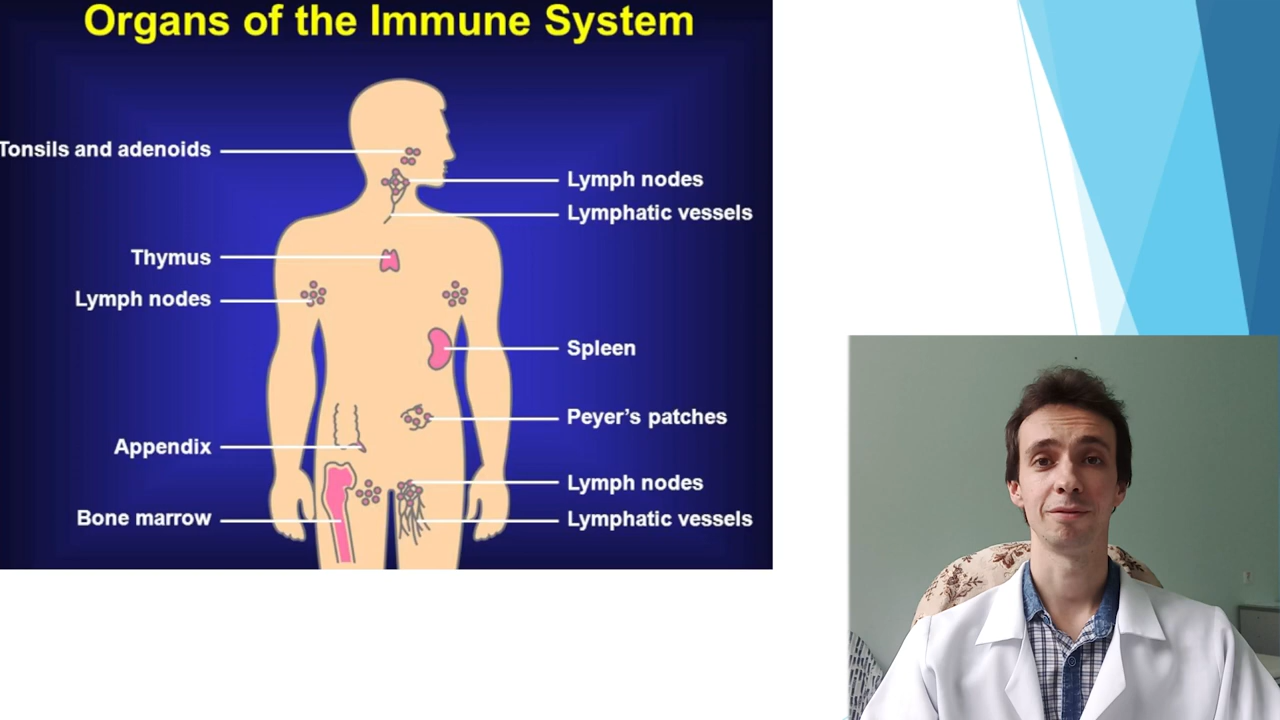 Organs of the Immune System
Tonsils and adenoids
Lymph nodes
Lymphatic vessels
Thymus
Lymph nodes
Spleen
Peyer's patches
Appendix
Lymph nodes
Bone marrow
Lymphatic vessels